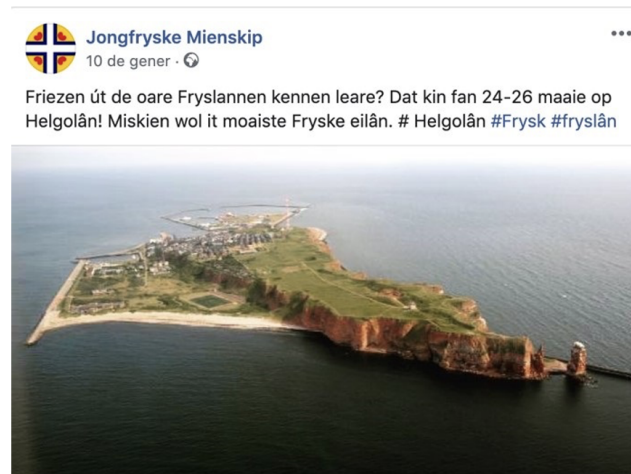 Jongfryske Mienskip
10 de gener ·
Friezen út de oare Fryslannen kennen leare? Dat kin fan 24-26 maaie op
Helgolân! Miskien wol it moaiste Fryske eilân. # Helgolân #Frysk #fryslân